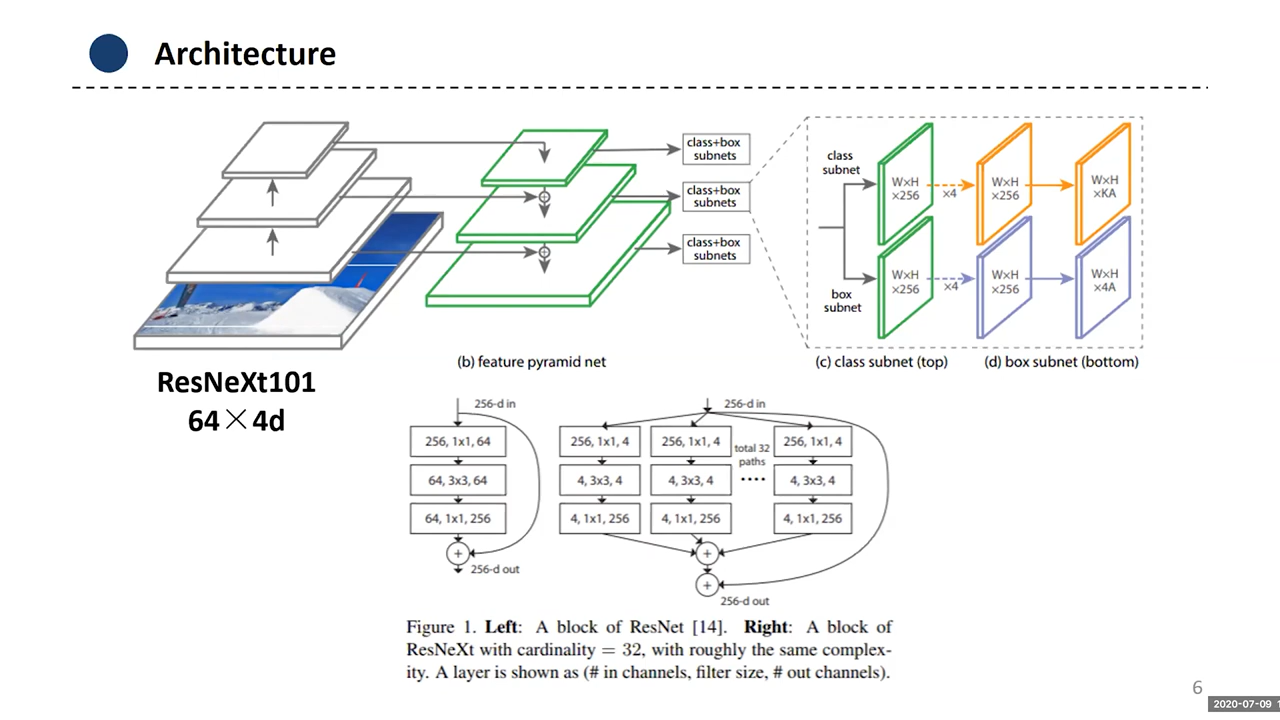 Architecture
class+box
subnets
class+box
subnets
class+box
subnets
class
subnet
W×H
×256
×4
W×H
×256
W×H
×KA
box
subnet
W×H
×256
×4
W×H
×256
W×H
×4A
(b) feature pyramid net
(c) class subnet (top)
(d) box subnet (bottom)
ResNeXt101
64×4d
256-d in
256, 1x1, 64
64, 3x3, 64
64, 1x1, 256
+
256-d out
256-d in
256, 1x1, 4
256, 1x1, 4
256, 1x1, 4
total 32
paths
....
4, 3x3, 4
4, 3x3, 4
4, 3x3, 4
4, 1x1, 256
4, 1x1, 256
4, 1x1, 256
+
+
256-d out
Figure 1. Left: A block of ResNet [14]. Right: A block of
ResNeXt with cardinality = 32, with roughly the same complex-
ity. A layer is shown as (# in channels, filter size, # out channels).
6
2020-07-09